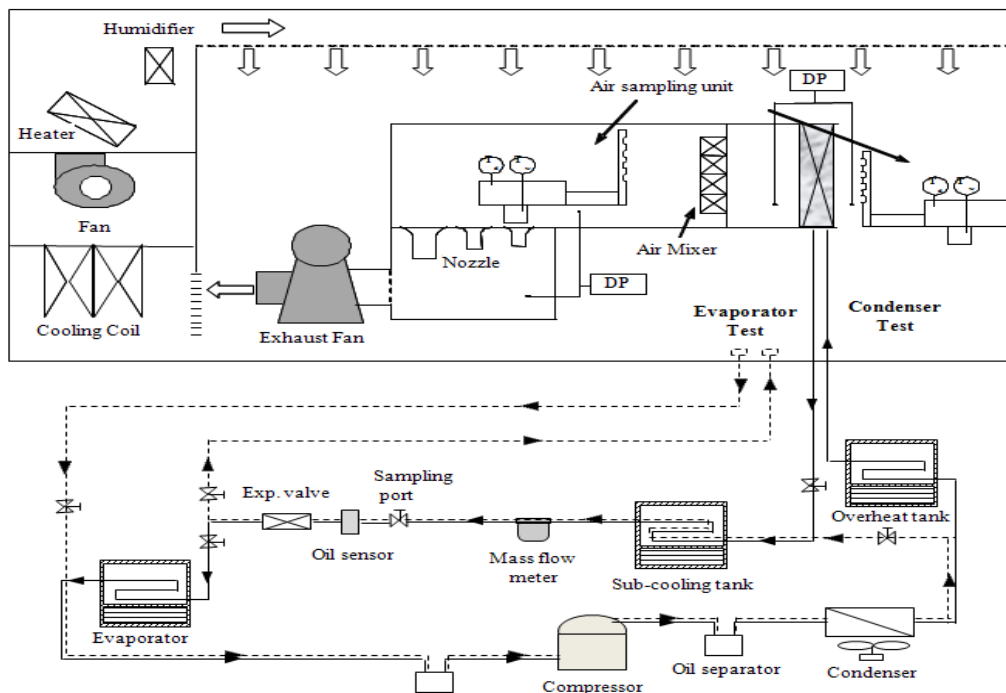 Humidifier
DP
Air sampling unit
Heater
Fan
Nozzle
Air Mixer
DP
Cooling Coil
Exhaust Fan
Evaporator
Test
Condenser
Test
Sampling
port
Exp. valve
Oil sensor
Mass flow
meter
Sub-cooling tank
Overheat tank
Evaporator
Compressor
Oil separator
Condenser